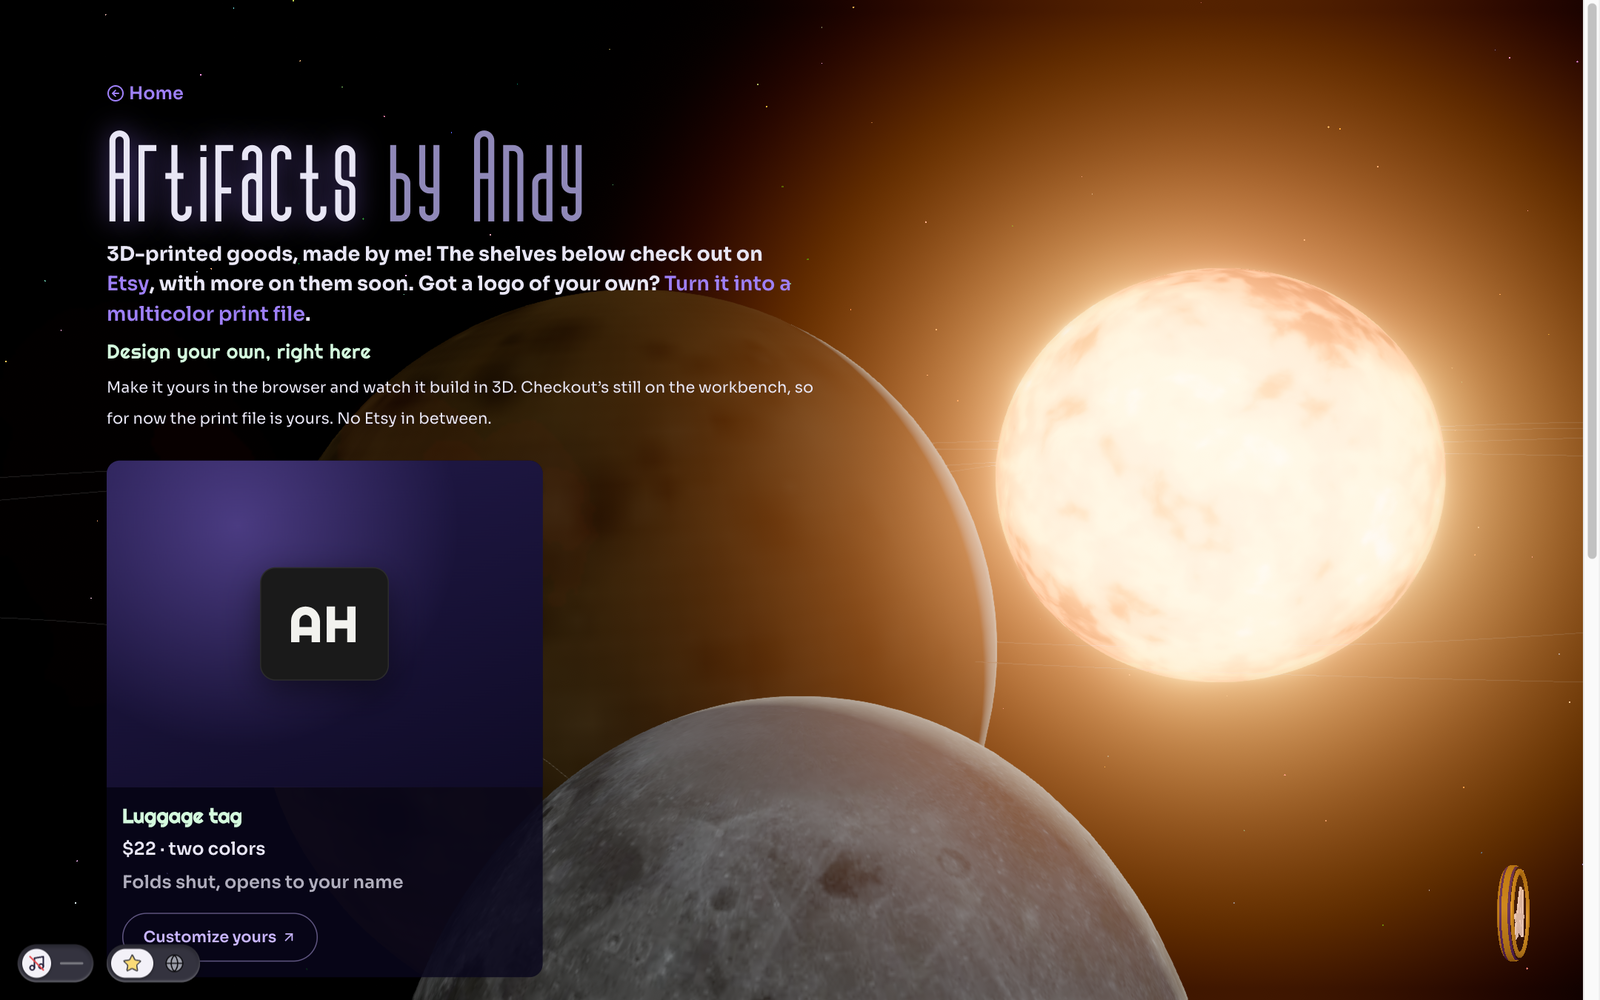 Home
Artifacts by Andy
3D-printed goods, made by me! The shelves below check out on
Etsy, with more on them soon. Got a logo of your own? Turn it into a
multicolor print file.
Design your own, right here
Make it yours in the browser and watch it build in 3D. Checkout’s still on the workbench, so
for now the print file is yours. No Etsy in between.
AH
Luggage tag
$22 · two colors
Folds shut, opens to your name
Customize yours